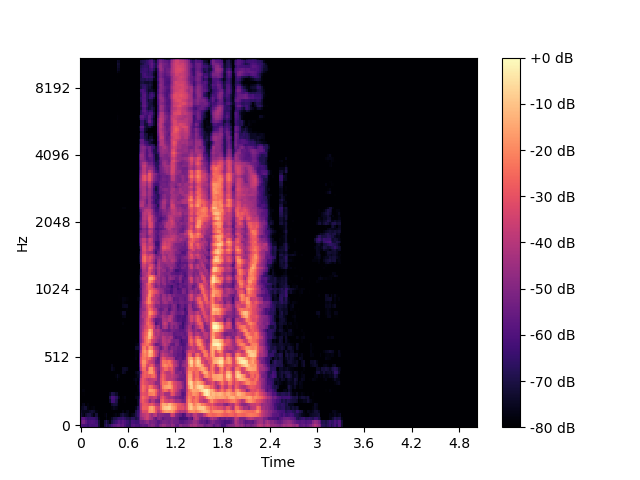 8192
4096
2048
1024
512
0
Hz
0 0.6 1.2 1.8 2.4 3 3.6 4.2 4.8
Time
+0 dB
-10 dB
-20 dB
-30 dB
-40 dB
-50 dB
-60 dB
-70 dB
-80 dB